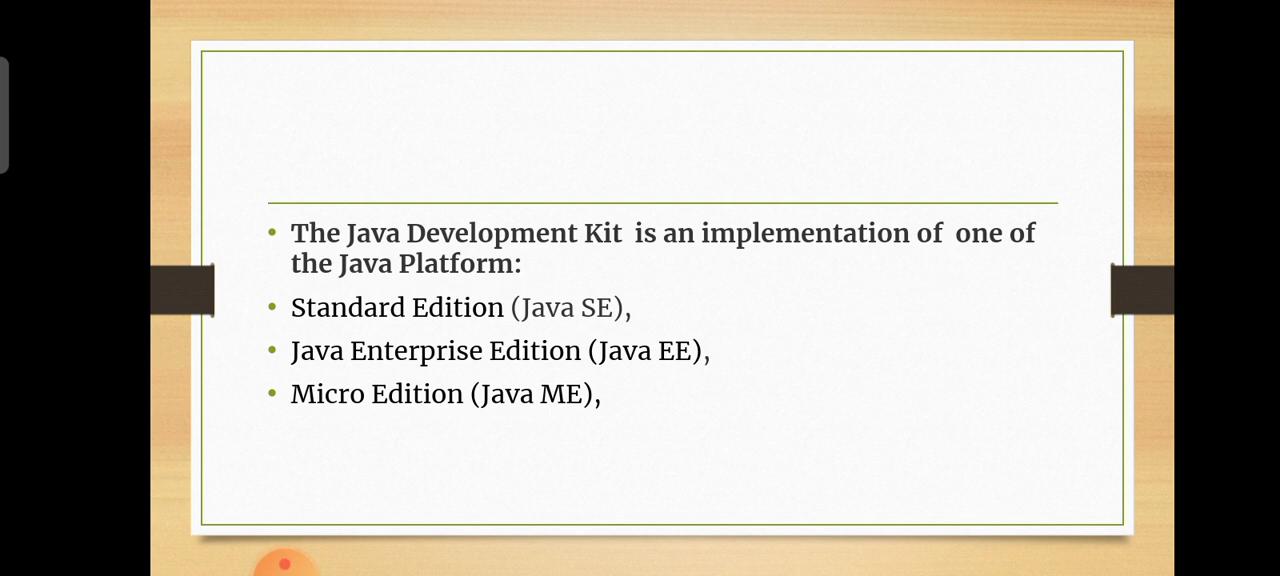 The Java Development Kit is an implementation of one of
the Java Platform:
Standard Edition (Java SE),
Java Enterprise Edition (Java EE),
Micro Edition (Java ME),